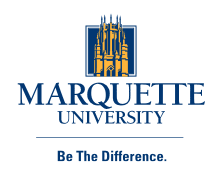 MARQUETTE
UNIVERSITY
Be The Difference.